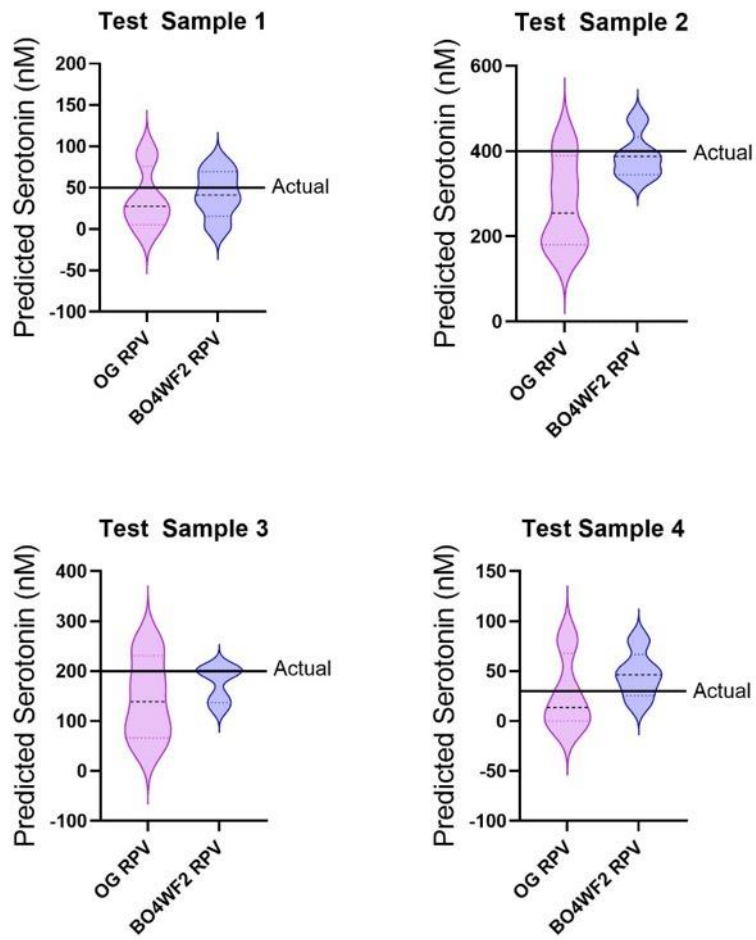 Test Sample 1
Predicted Serotonin (nM)
200
150
100
50
0
-50
-100
Actual
OG RPV
BO4WF2 RPV
Test Sample 2
Predicted Serotonin (nM)
600
400
200
0
Actual
OG RPV
BO4WF2 RPV
Test Sample 3
Predicted Serotonin (nM)
400
300
200
100
0
-100
Actual
OG RPV
BO4WF2 RPV
Test Sample 4
Predicted Serotonin (nM)
150
100
50
0
-50
-100
Actual
OG RPV
BO4WF2 RPV